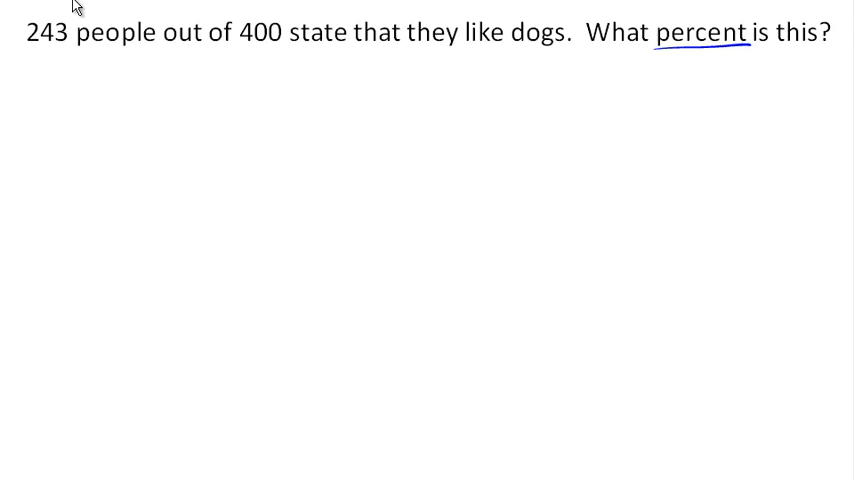 243 people out of 400 state that they like dogs.  What percent is this?